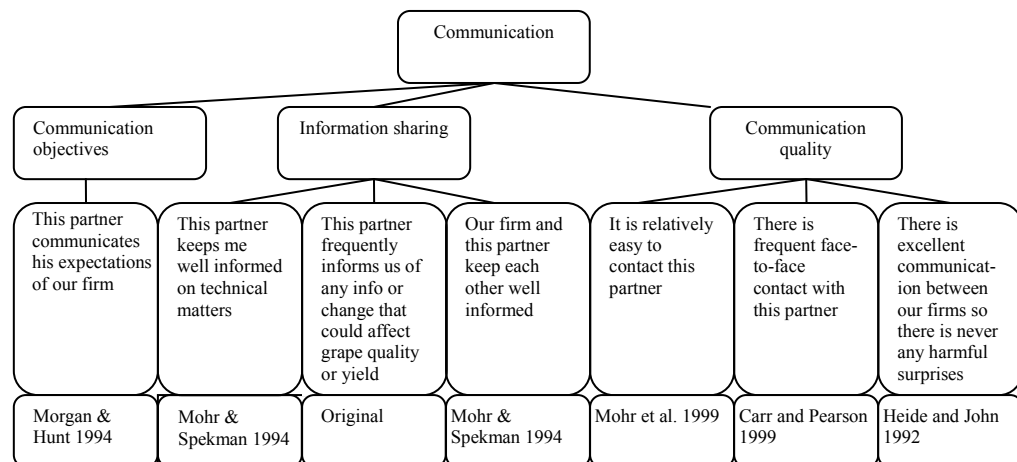 Communication
Communication
objectives
Information sharing
Communication
quality
This partner
communicates
his expectations
of our firm
This partner
keeps me
well informed
on technical
matters
This partner
frequently
informs us of
any info or
change that
could affect
grape quality
or yield
Our firm and
this partner
keep each
other well
informed
It is relatively
easy to
contact this
partner
There is
frequent face-
to-face
contact with
this partner
There is
excellent
communicat-
ion between
our firms so
there is never
any harmful
surprises
Morgan &
Hunt 1994
Mohr &
Spekman 1994
Original
Mohr &
Spekman 1994
Mohr et al. 1999
Carr and Pearson
1999
Heide and John
1992